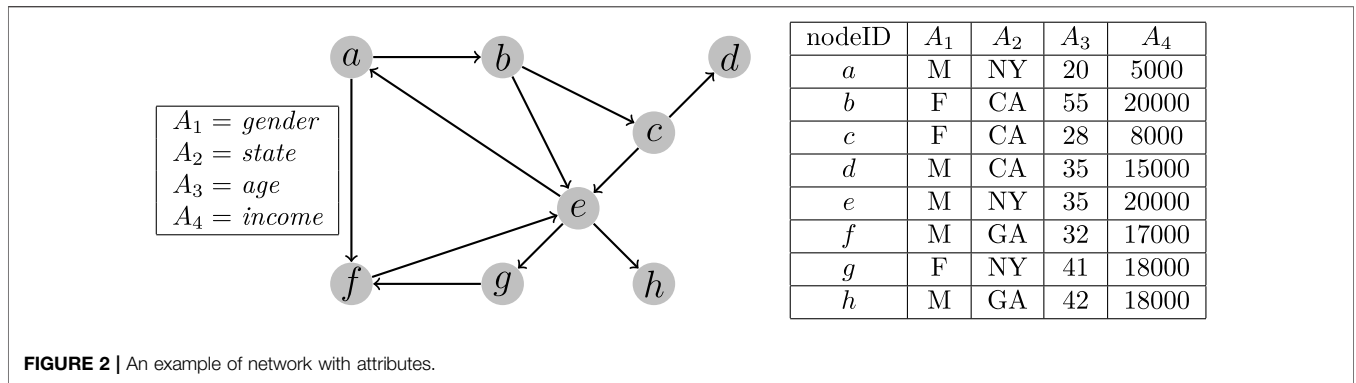 a
b
d
c
e
f
g
h
A1 = gender
A2 = state
A3 = age
A4 = income
nodeID A1 A2 A3 A4
a M NY 20 5000
b F CA 55 20000
c F CA 28 8000
d M CA 35 15000
e M NY 35 20000
f M GA 32 17000
g F NY 41 18000
h M GA 42 18000
FIGURE 2 | An example of network with attributes.